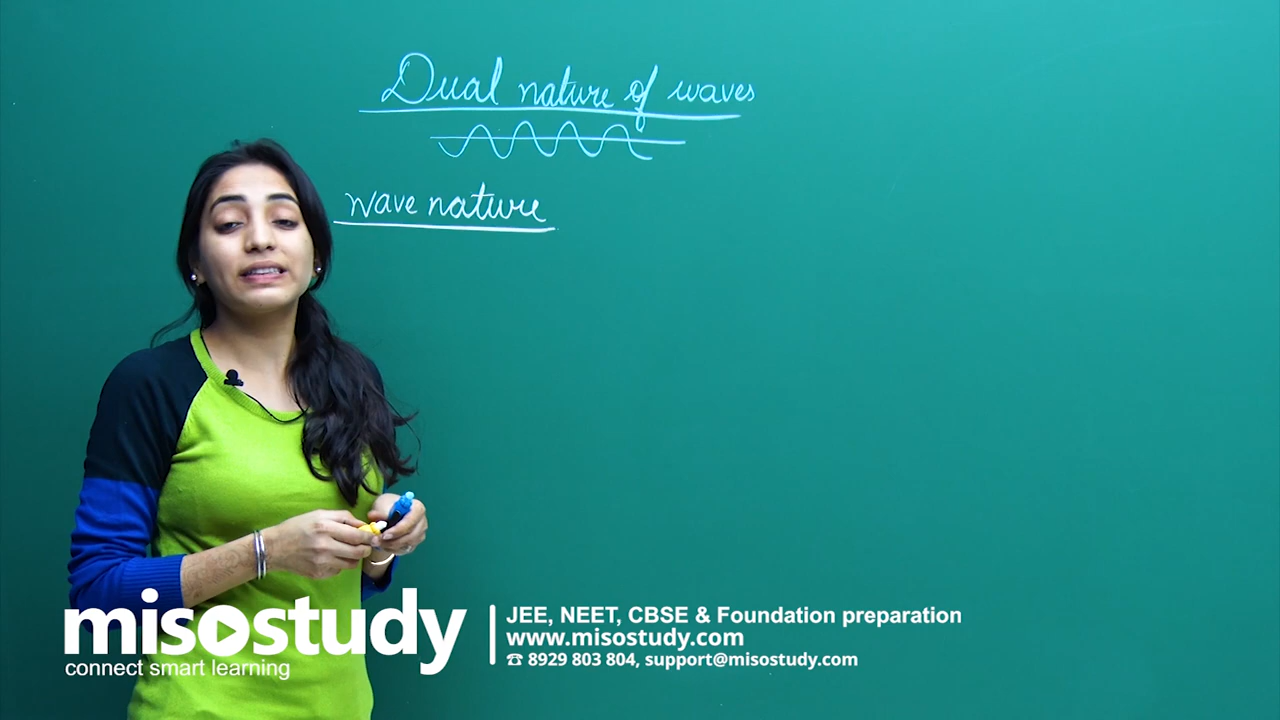 Dual nature of waves
wave nature
misostudy
connect smart learning
JEE, NEET, CBSE & Foundation preparation
www.misostudy.com
☎ 8929 803 804, support@misostudy.com